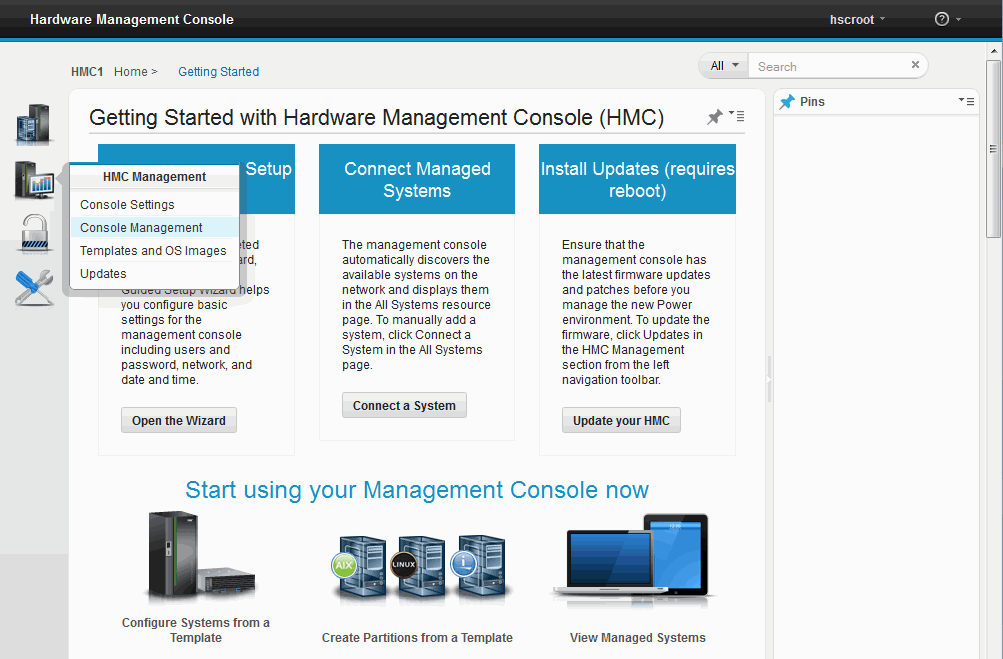 Hardware Management Console
hscroot
?
HMC1 Home > Getting Started
All
Search
Getting Started with Hardware Management Console (HMC)
Pins
HMC Management
Console Settings
Console Management
Templates and OS Images
Updates
Setup
Guided Setup Wizard helps
you configure basic
settings for the
management console
including users and
password, network, and
date and time.
Open the Wizard
Connect Managed
Systems
The management console
automatically discovers the
available systems on the
network and displays them
in the All Systems resource
page. To manually add a
system, click Connect a
System in the All Systems
page.
Connect a System
Install Updates (requires
reboot)
Ensure that the
management console has
the latest firmware updates
and patches before you
manage the new Power
environment. To update the
firmware, click Updates in
the HMC Management
section from the left
navigation toolbar.
Update your HMC
Start using your Management Console now
AIX
LINUX
i
Configure Systems from a
Template
Create Partitions from a Template
View Managed Systems